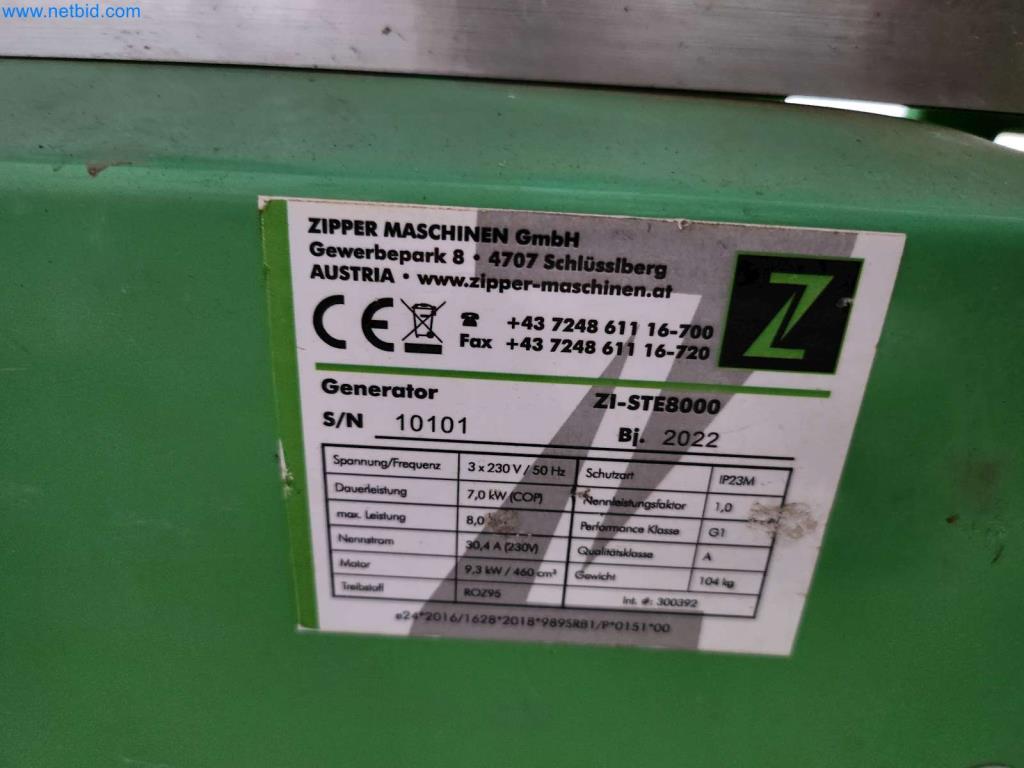 www.netbid.com
ZIPPER MASCHINEN GmbH
Gewerbepark 8 • 4707 Schlüsslberg
AUSTRIA • www.zipper-maschinen.at
CE ☎ +43 7248 611 16-700
Fax +43 7248 611 16-720
Z
Generator ZI-STE8000
S/N 10101 Bj. 2022
Spannung/Frequenz 3 x 230 V / 50 Hz Schutzart IP23M
Dauerleistung 7,0 kW (COP) Nennleistungsfaktor 1,0
max. Leistung 8,0 Performance Klasse G1
Nennstrom 30,4 A (230V) Qualitätsklasse A
Motor 9,3 kW / 460 cm³ Gewicht 104 kg
Treibstoff ROZ95 Int. #: 300392
e24*2016/1628*2018*989SRB1/P*0151*00